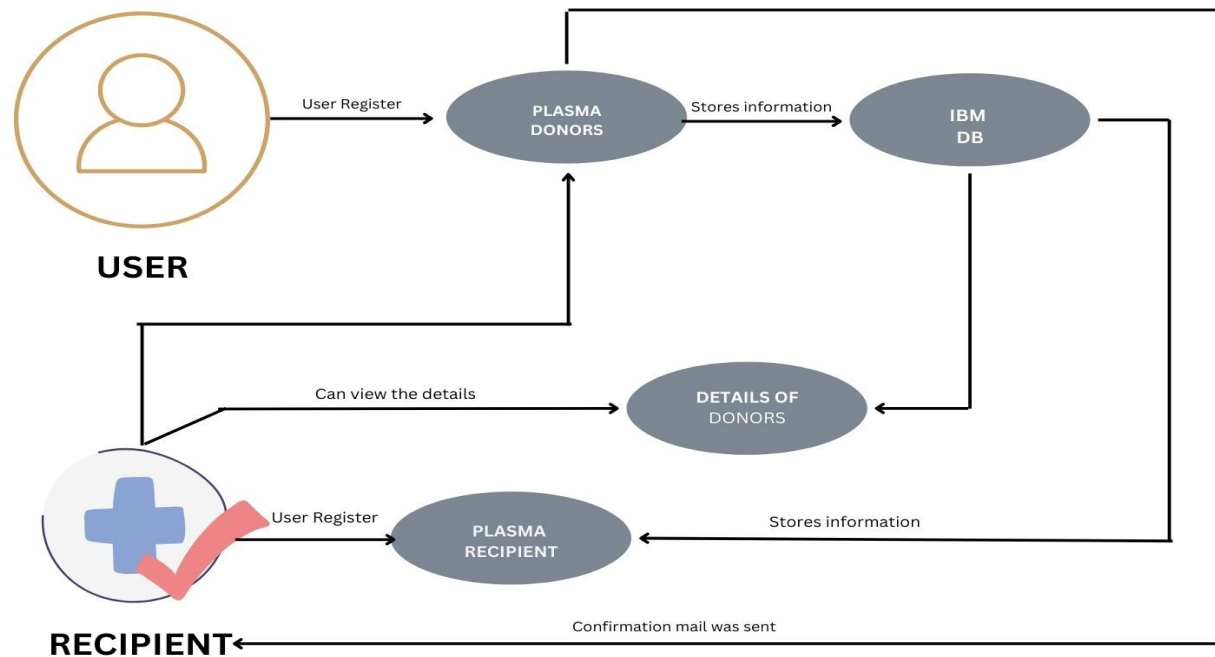 User Register
PLASMA
DONORS
Stores information
IBM
DB
USER
Can view the details
DETAILS OF
DONORS
User Register
PLASMA
RECIPIENT
Stores information
RECIPIENT
Confirmation mail was sent